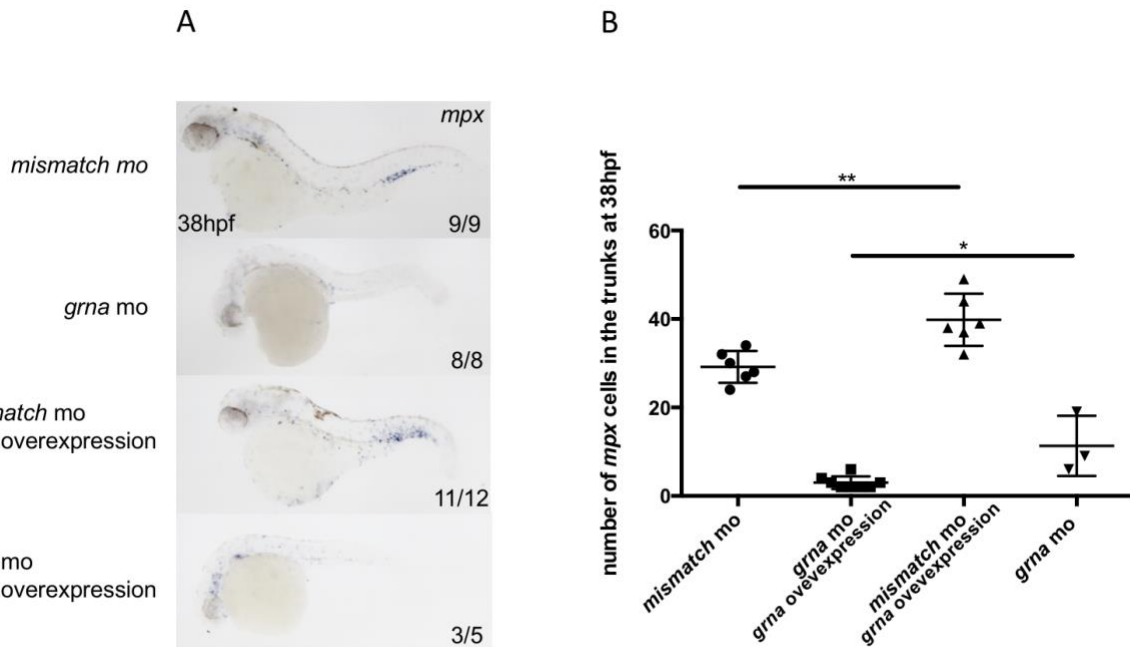 A
mpx
mismatch mo
38hpf
9/9
grna mo
8/8
mo
overexpression
11/12
mo
overexpression
3/5
B
number of mpx cells in the trunks at 38hpf
60
40
20
0
**
*
mismatch mo
grna mo
grna ovevexpression
mismatch mo
grna ovevexpression
grna mo